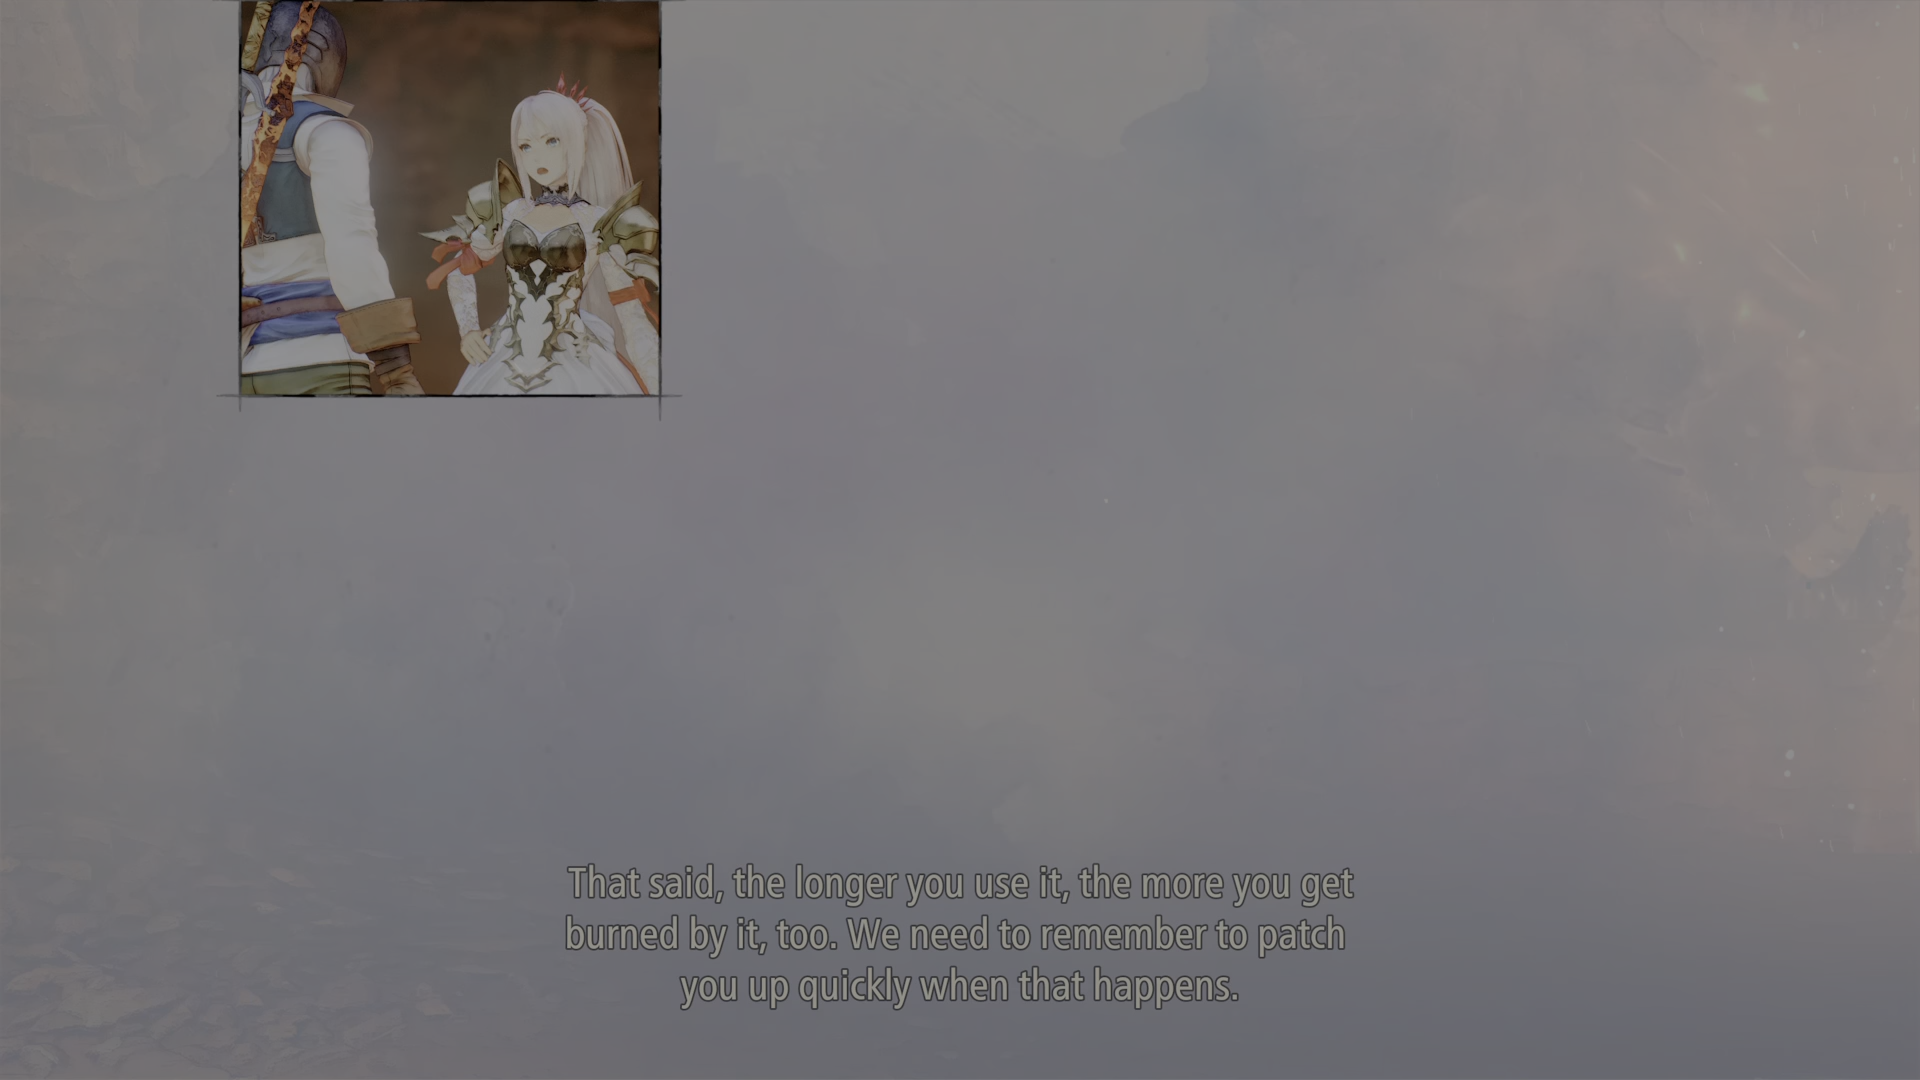 That said, the longer you use it, the more you get
burned by it, too. We need to remember to patch
you up quickly when that happens.